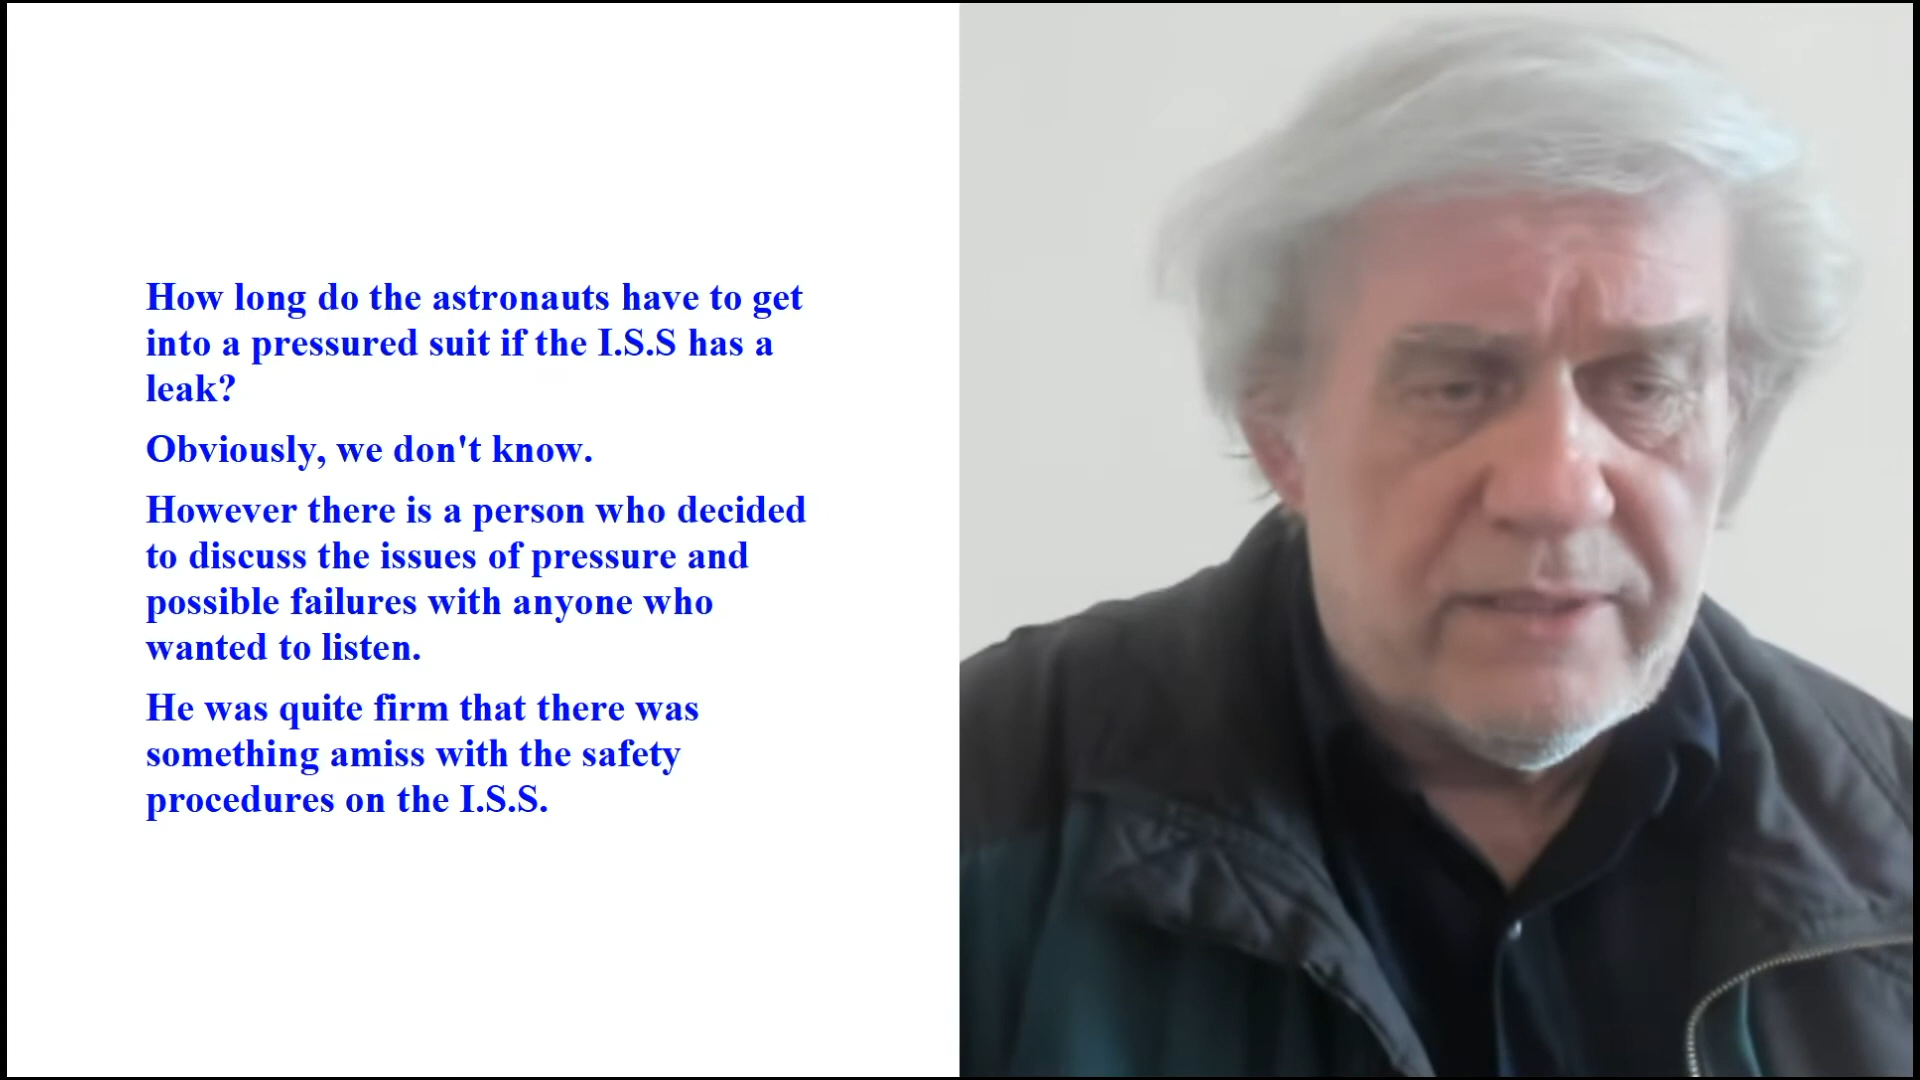 How long do the astronauts have to get
into a pressured suit if the I.S.S has a
leak?
Obviously, we don't know.
However there is a person who decided
to discuss the issues of pressure and
possible failures with anyone who
wanted to listen.
He was quite firm that there was
something amiss with the safety
procedures on the I.S.S.